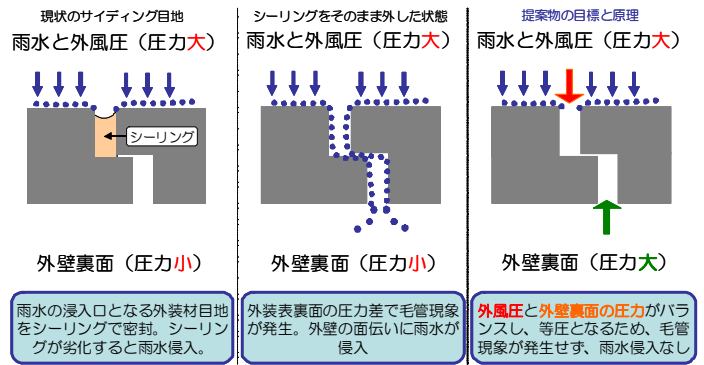 現状のサイディング目地
雨水と外風圧（圧力大）
シーリング
外壁裏面（圧力小）
雨水の浸入口となる外装材目地
をシーリングで密封。シーリン
グが劣化すると雨水侵入。
シーリングをそのまま外した状態
雨水と外風圧（圧力大）
外壁裏面（圧力小）
外装表裏面の圧力差で毛管現象
が発生。外壁の面伝いに雨水が
侵入
提案物の目標と原理
雨水と外風圧（圧力大）
外壁裏面（圧力大）
外風圧と外壁裏面の圧力がバラ
ンスし、等圧となるため、毛管
現象が発生せず、雨水侵入なし